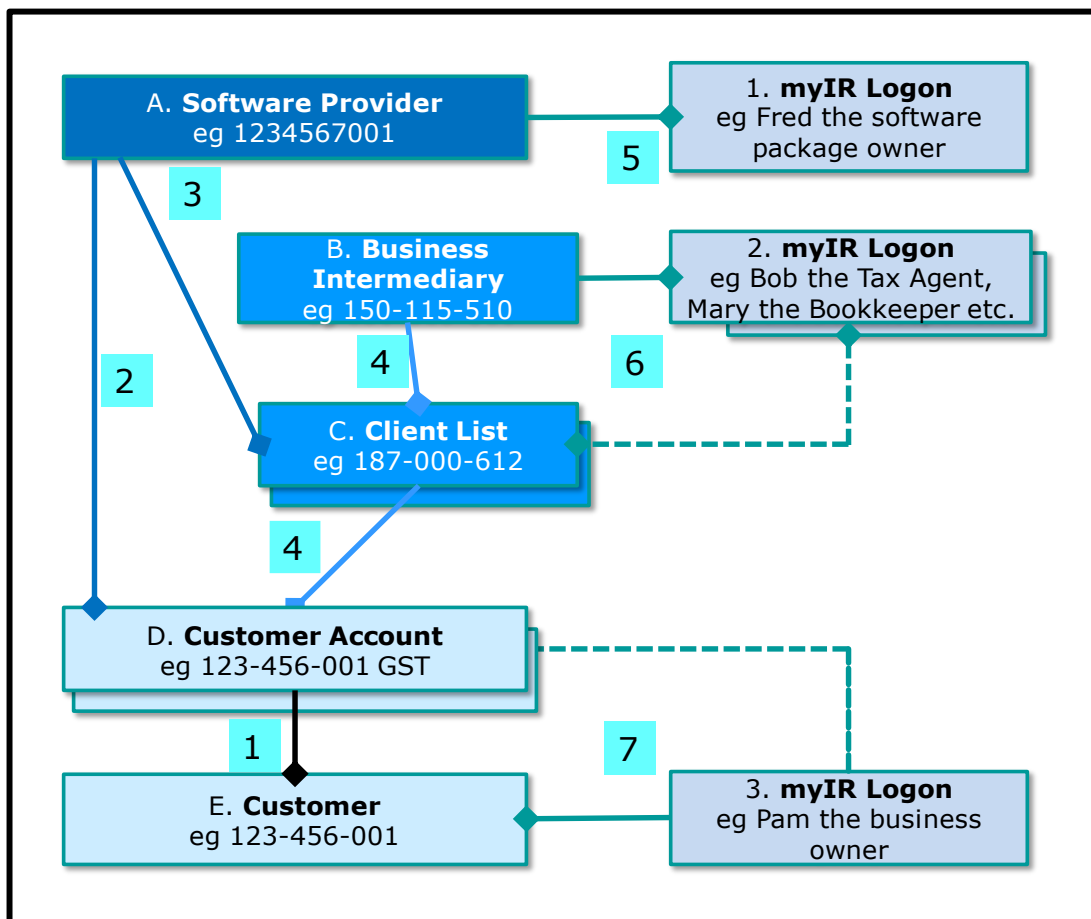 A. Software Provider
eg 1234567001
1. myIR Logon
eg Fred the software
package owner
5
3
B. Business
Intermediary
eg 150-115-510
2. myIR Logon
eg Bob the Tax Agent,
Mary the Bookkeeper etc.
4
6
2
C. Client List
eg 187-000-612
4
D. Customer Account
eg 123-456-001 GST
1
7
E. Customer
eg 123-456-001
3. myIR Logon
eg Pam the business
owner